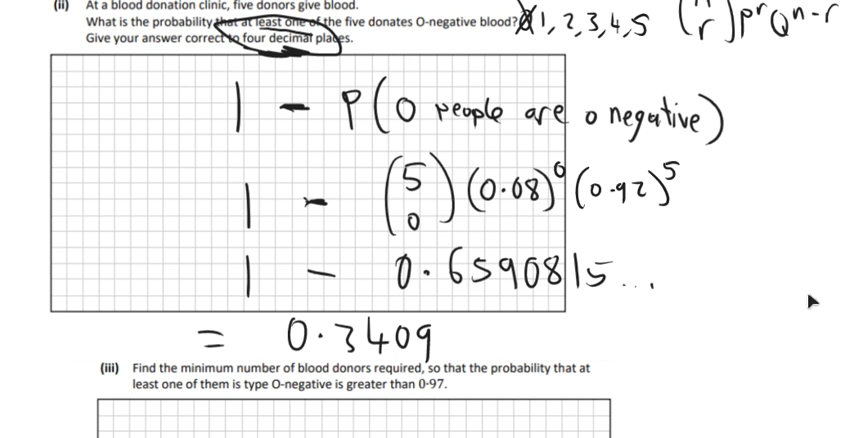 (ii) At a blood donation clinic, five donors give blood.
What is the probability that at least one of the five donates O-negative blood? 0̸ 1, 2, 3, 4, 5 (n r) p^r Q^n-r
Give your answer correct to four decimal places.
1 - P(0 people are o negative)
1 - (5 0) (0.08)^0 (0.92)^5
1 - 0.6590815...
= 0.3409
(iii) Find the minimum number of blood donors required, so that the probability that at
least one of them is type O-negative is greater than 0·97.